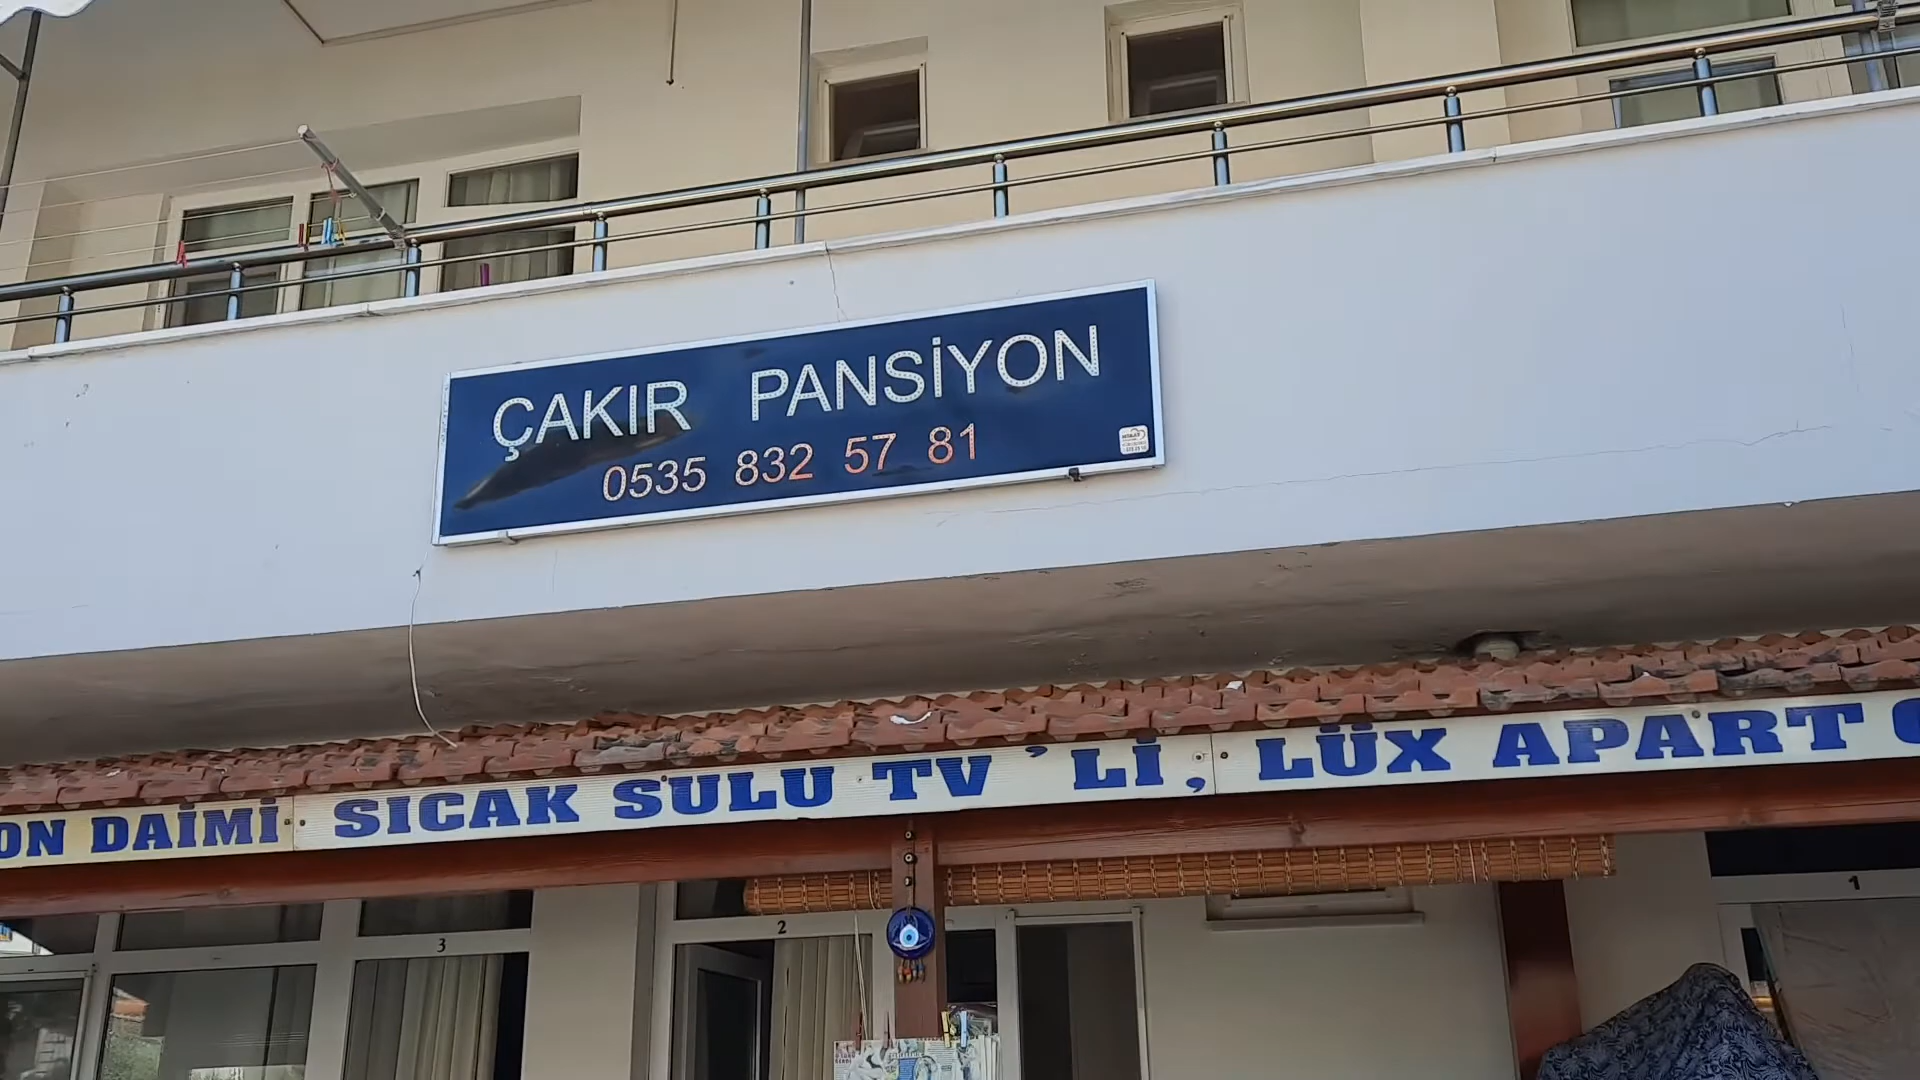 ÇAKIR PANSİYON
0535 832 57 81
ON DAİMİ SICAK SULU TV 'Lİ, LÜX APART
3
2
1